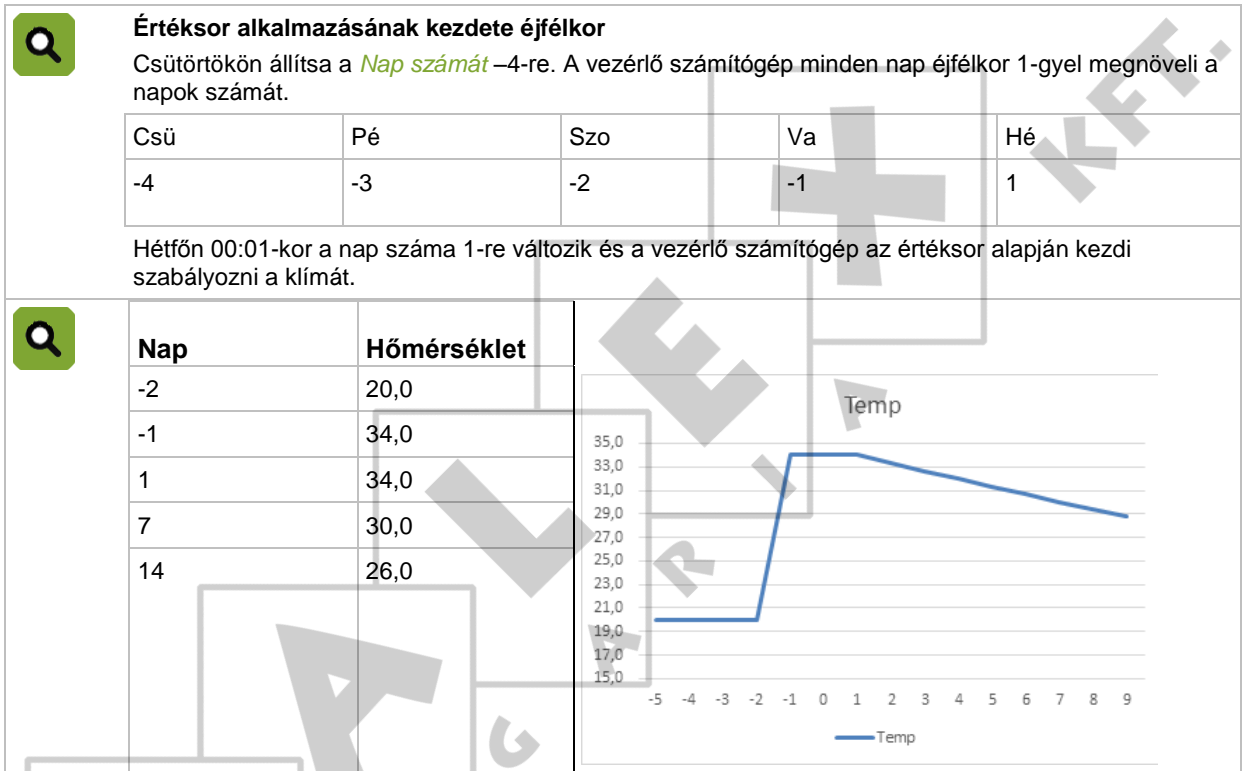 Értéksor alkalmazásának kezdete éjfélkor
Csütörtökön állítsa a Nap számát –4-re. A vezérlő számítógép minden nap éjfélkor 1-gyel megnöveli a
napok számát.
Csü Pé Szo Va Hé
-4 -3 -2 -1 1
Hétfőn 00:01-kor a nap száma 1-re változik és a vezérlő számítógép az értéksor alapján kezdi
szabályozni a klímát.
Nap Hőmérséklet
-2 20,0
-1 34,0
1 34,0
7 30,0
14 26,0
Temp
35,0
33,0
31,0
29,0
27,0
25,0
23,0
21,0
19,0
17,0
15,0
-5 -4 -3 -2 -1 0 1 2 3 4 5 6 7 8 9
Temp
A L E X KFT.
G A R I A